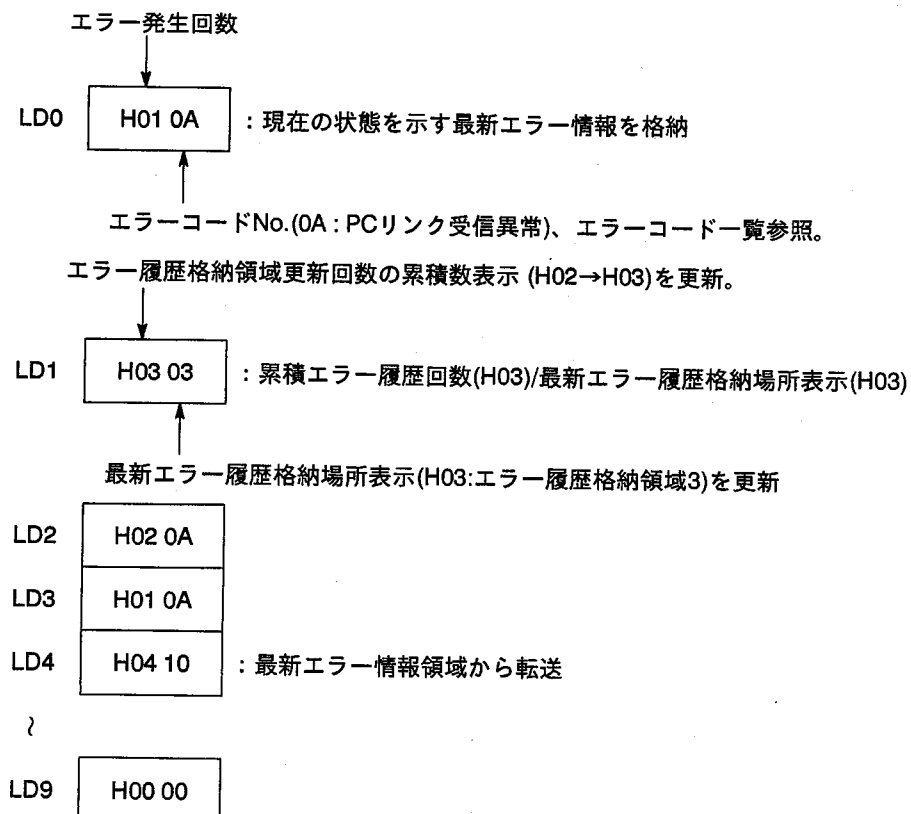 エラー発生回数
LD0 H01 0A :現在の状態を示す最新エラー情報を格納
エラーコードNo.(0A : PCリンク受信異常)、エラーコード一覧参照。
エラー履歴格納領域更新回数の累積数表示 (H02→H03)を更新。
LD1 H03 03 :累積エラー履歴回数(H03)/最新エラー履歴格納場所表示(H03)
最新エラー履歴格納場所表示(H03:エラー履歴格納領域3)を更新
LD2 H02 0A
LD3 H01 0A
LD4 H04 10 :最新エラー情報領域から転送
~
LD9 H00 00